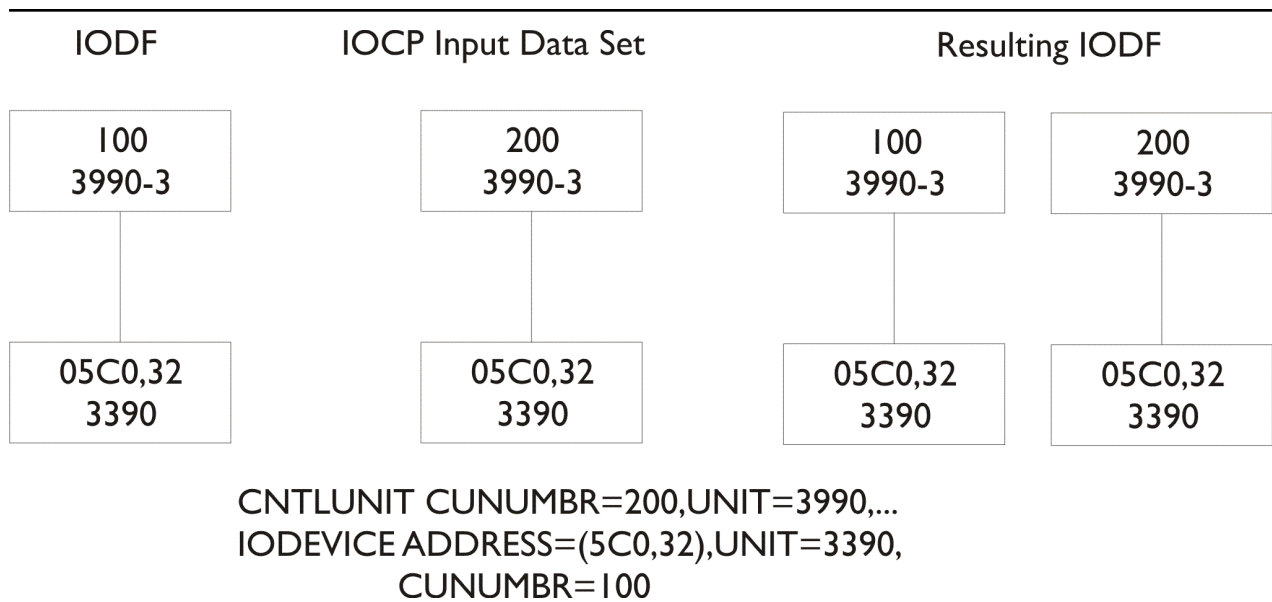 IODF
IOCP Input Data Set
Resulting IODF
100
3990-3
200
3990-3
100
3990-3
200
3990-3
05C0,32
3390
05C0,32
3390
05C0,32
3390
05C0,32
3390
CNTLUNIT CUNUMBR=200,UNIT=3990,...
IODEVICE ADDRESS=(5C0,32),UNIT=3390,
CUNUMBR=100